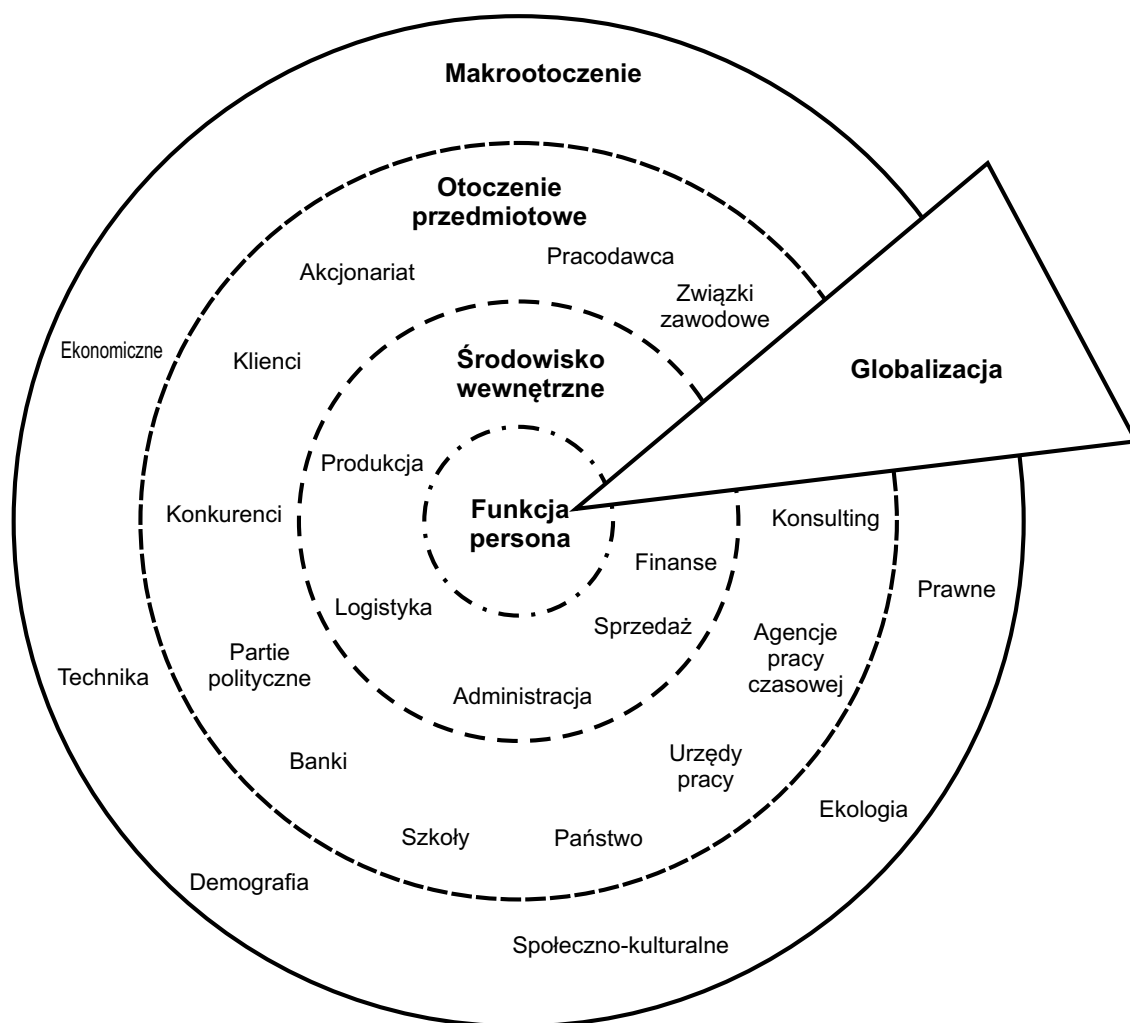 Makrootoczenie
Otoczenie
przedmiotowe
Pracodawca
Akcjonariat
Związki
zawodowe
Ekonomiczne
Klienci
Środowisko
wewnętrzne
Globalizacja
Produkcja
Konkurenci
Funkcja
persona
Konsulting
Finanse
Prawne
Logistyka
Sprzedaż
Agencje
pracy
czasowej
Partie
polityczne
Technika
Administracja
Banki
Urzędy
pracy
Ekologia
Szkoły
Państwo
Demografia
Społeczno-kulturalne